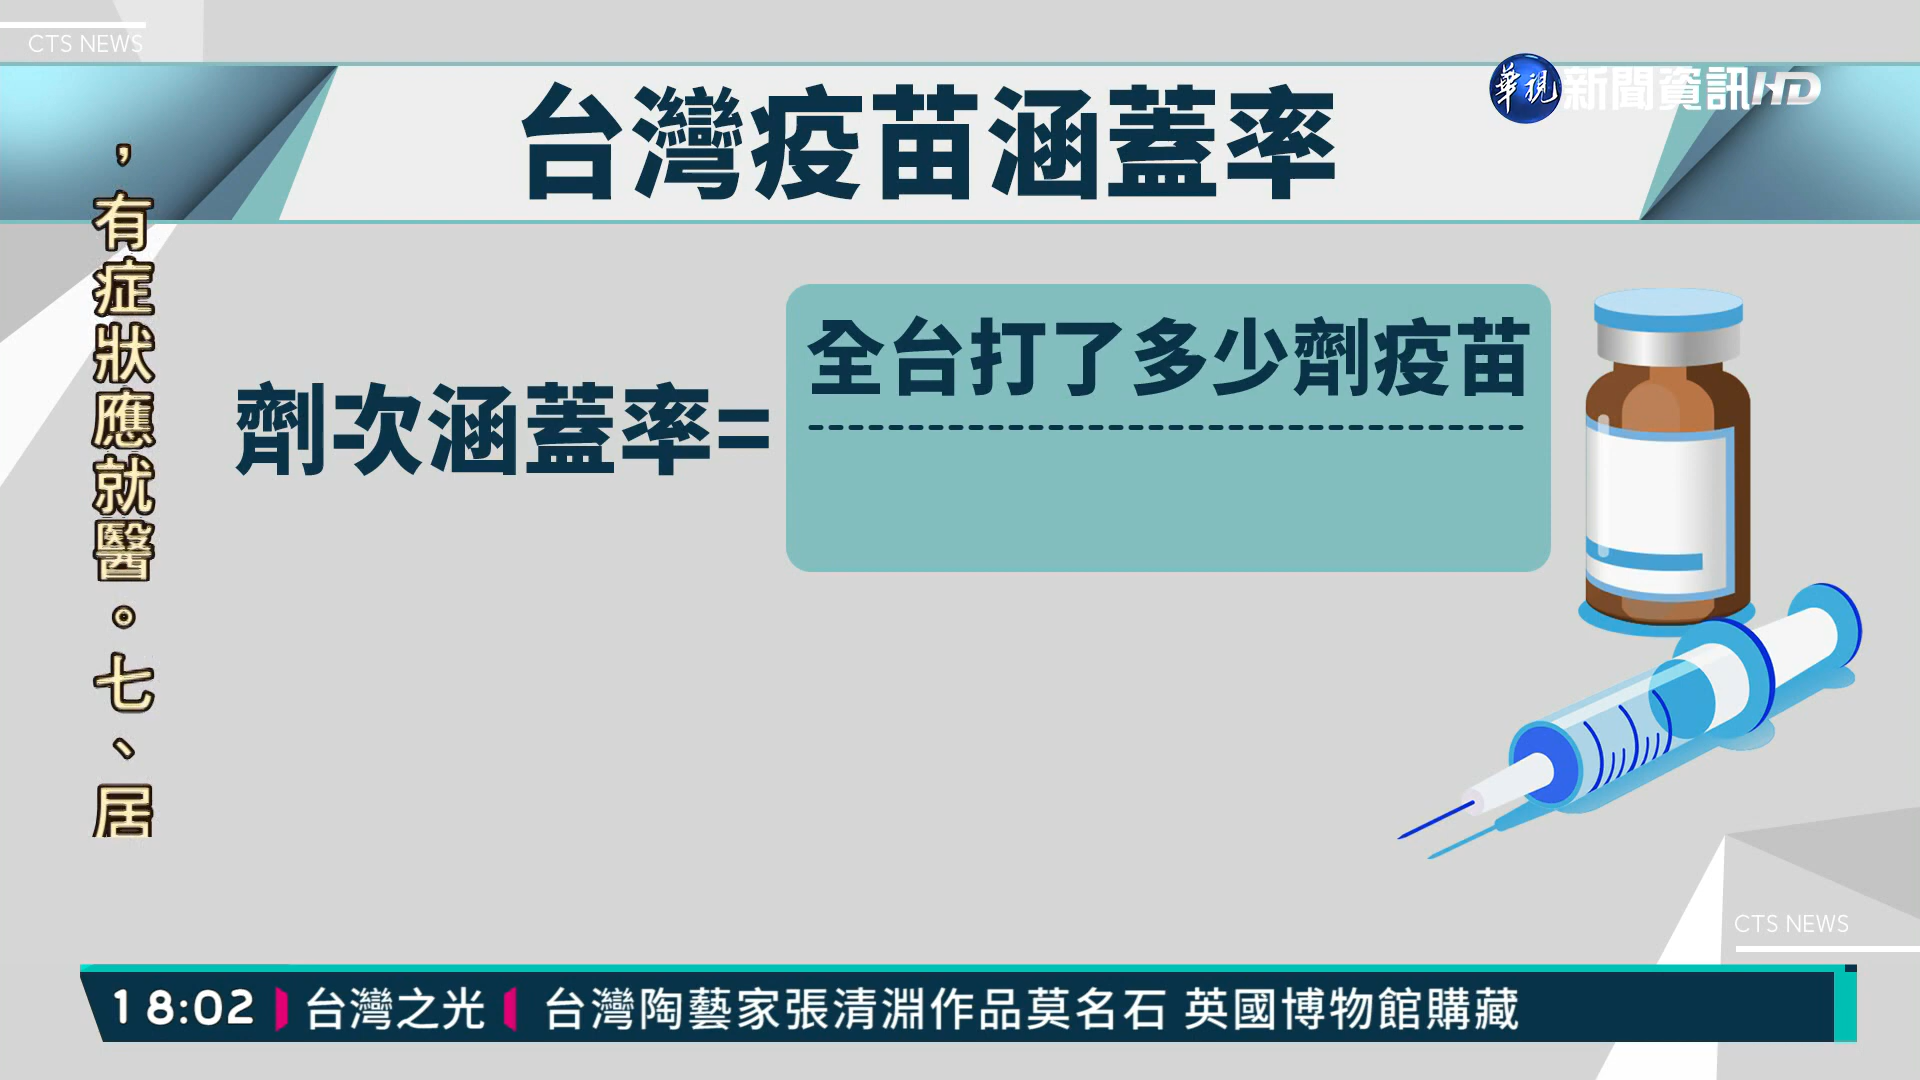 CTS NEWS
台灣疫苗涵蓋率
華視新聞資訊HD
，有症狀應就醫。七、居
全台打了多少劑疫苗
劑次涵蓋率=
CTS NEWS
18:02 台灣之光 台灣陶藝家張清淵作品莫名石 英國博物館購藏